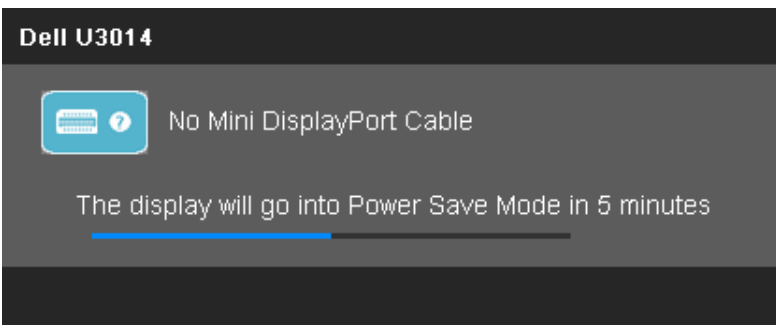 Dell U3014
No Mini DisplayPort Cable
The display will go into Power Save Mode in 5 minutes